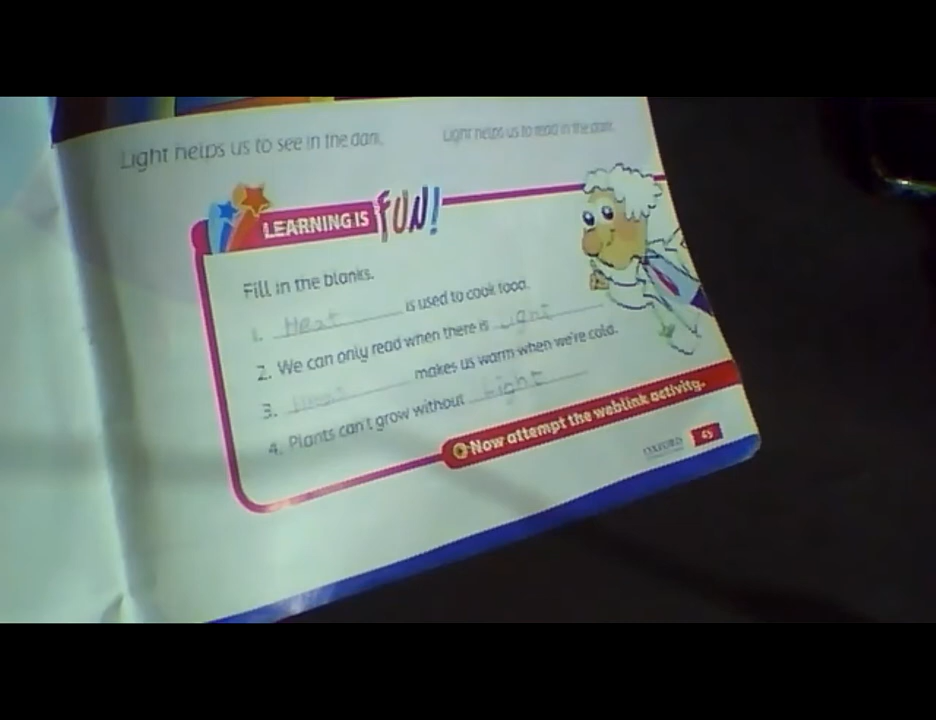 Light helps us to see in the dark.
Light helps us to read in the dark.
LEARNING IS FUN!
Fill in the blanks.
1. Heat is used to cook food.
2. We can only read when there is Light
3. Heat makes us warm when we're cold.
4. Plants can't grow without Light
Now attempt the weblink activity.
OXFORD